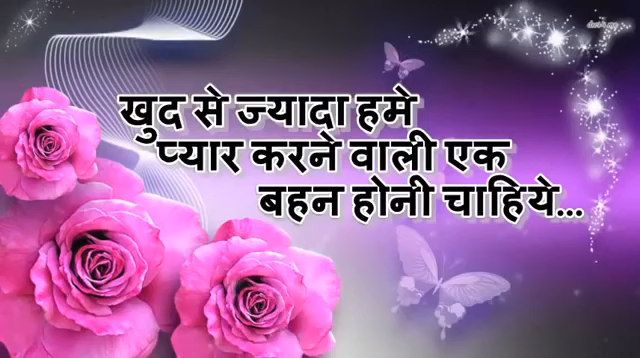 खुद से ज्यादा हमे
प्यार करने वाली एक
बहन होनी चाहिये...